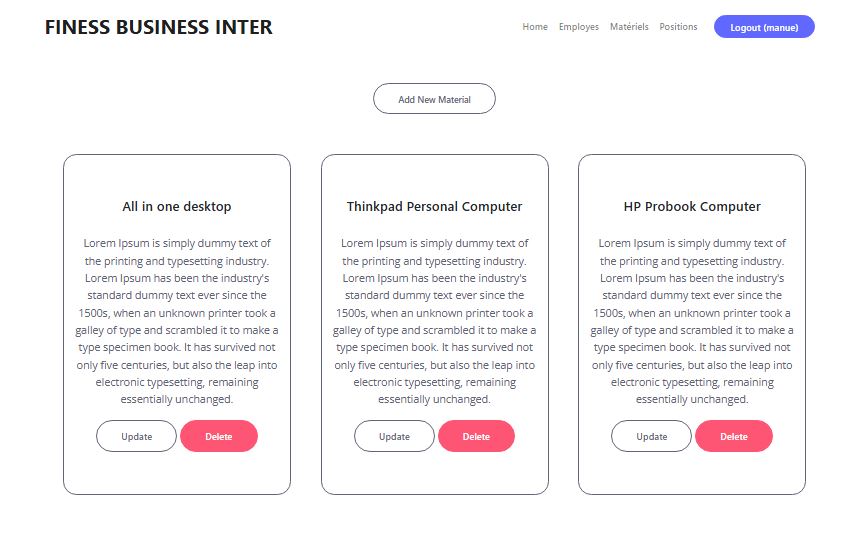 FINESS BUSINESS INTER
Home Employes Matériels Positions Logout (manue)
Add New Material
All in one desktop
Lorem Ipsum is simply dummy text of
the printing and typesetting industry.
Lorem Ipsum has been the industry's
standard dummy text ever since the
1500s, when an unknown printer took a
galley of type and scrambled it to make a
type specimen book. It has survived not
only five centuries, but also the leap into
electronic typesetting, remaining
essentially unchanged.
Update Delete
Thinkpad Personal Computer
Lorem Ipsum is simply dummy text of
the printing and typesetting industry.
Lorem Ipsum has been the industry's
standard dummy text ever since the
1500s, when an unknown printer took a
galley of type and scrambled it to make a
type specimen book. It has survived not
only five centuries, but also the leap into
electronic typesetting, remaining
essentially unchanged.
Update Delete
HP Probook Computer
Lorem Ipsum is simply dummy text of
the printing and typesetting industry.
Lorem Ipsum has been the industry's
standard dummy text ever since the
1500s, when an unknown printer took a
galley of type and scrambled it to make a
type specimen book. It has survived not
only five centuries, but also the leap into
electronic typesetting, remaining
essentially unchanged.
Update Delete